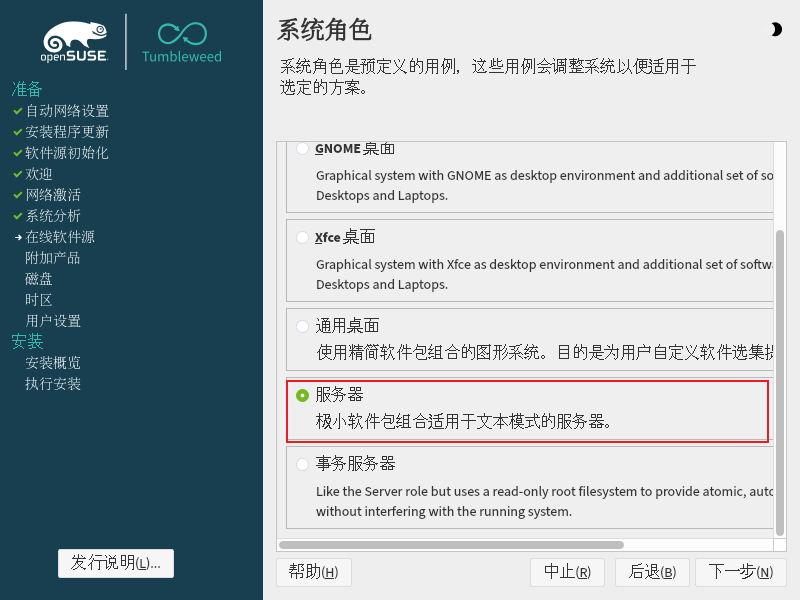 openSUSE
Tumbleweed
准备
自动网络设置
安装程序更新
软件源初始化
欢迎
网络激活
系统分析
在线软件源
附加产品
磁盘
时区
用户设置
安装
安装概览
执行安装
发行说明(L)...
系统角色
系统角色是预定义的用例，这些用例会调整系统以便适用于
选定的方案。
GNOME 桌面
Graphical system with GNOME as desktop environment and additional set of so
Desktops and Laptops.
Xfce 桌面
Graphical system with Xfce as desktop environment and additional set of softw
Desktops and Laptops.
通用桌面
使用精简软件包组合的图形系统。目的是为用户自定义软件选集
服务器
极小软件包组合适用于文本模式的服务器。
事务服务器
Like the Server role but uses a read-only root filesystem to provide atomic, auto
without interfering with the running system.
帮助(H)
中止(R)
后退(B)
下一步(N)